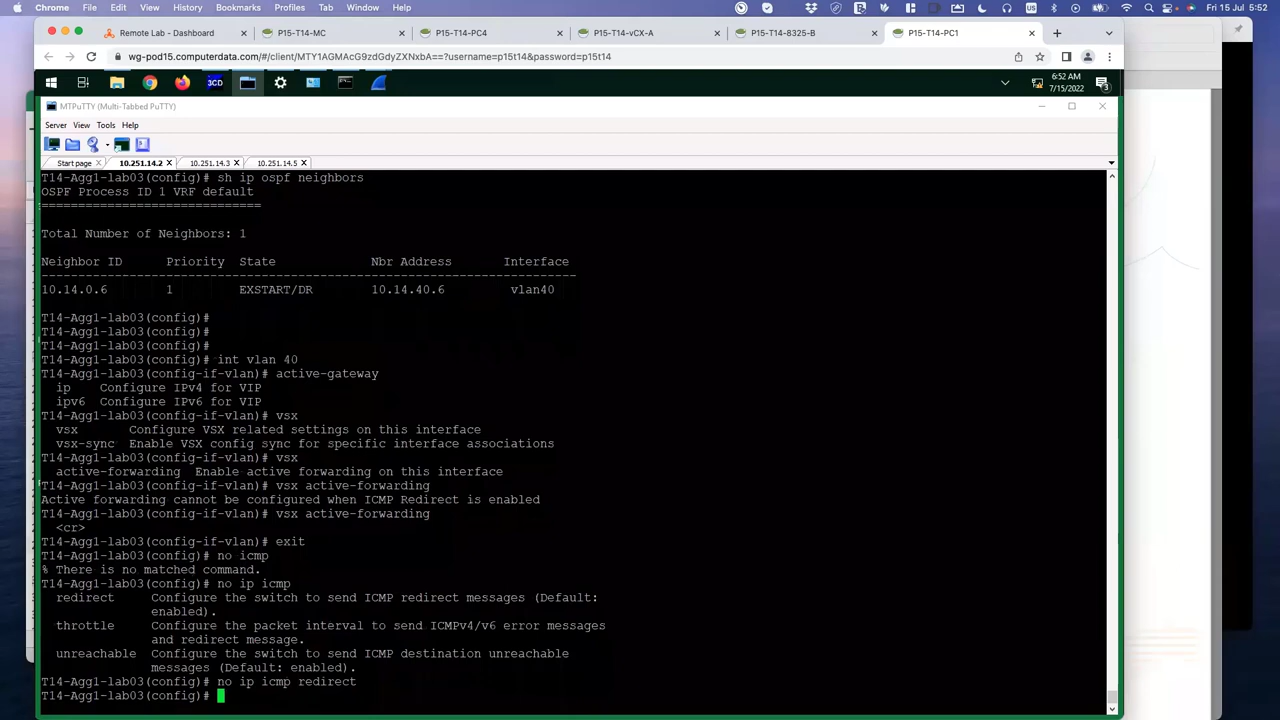 Chrome File Edit View History Bookmarks Profiles Tab Window Help Fri 15 Jul 5:52
Remote Lab - Dashboard P15-T14-MC P15-T14-PC4 P15-T14-vCX-A P15-T14-8325-B P15-T14-PC1
wg-pod15.computerdata.com/#/client/MTY1AGMAcG9zdGdyZXNxbA==?username=p15t14&password=p15t14
3CD
6:52 AM
7/15/2022
3
MTPuTTY (Multi-Tabbed PuTTY)
Server View Tools Help
Start page 10.251.14.2 10.251.14.3 10.251.14.5
T14-Agg1-lab03(config)# sh ip ospf neighbors
OSPF Process ID 1 VRF default
==============================
Total Number of Neighbors: 1
Neighbor ID Priority State Nbr Address Interface
-------------------------------------------------------------------------
10.14.0.6 1 EXSTART/DR 10.14.40.6 vlan40
T14-Agg1-lab03(config)#
T14-Agg1-lab03(config)#
T14-Agg1-lab03(config)#
T14-Agg1-lab03(config)# int vlan 40
T14-Agg1-lab03(config-if-vlan)# active-gateway
ip Configure IPv4 for VIP
ipv6 Configure IPv6 for VIP
T14-Agg1-lab03(config-if-vlan)# vsx
vsx Configure VSX related settings on this interface
vsx-sync Enable VSX config sync for specific interface associations
T14-Agg1-lab03(config-if-vlan)# vsx
active-forwarding Enable active forwarding on this interface
T14-Agg1-lab03(config-if-vlan)# vsx active-forwarding
Active forwarding cannot be configured when ICMP Redirect is enabled
T14-Agg1-lab03(config-if-vlan)# vsx active-forwarding
<cr>
T14-Agg1-lab03(config-if-vlan)# exit
T14-Agg1-lab03(config)# no icmp
% There is no matched command.
T14-Agg1-lab03(config)# no ip icmp
redirect Configure the switch to send ICMP redirect messages (Default:
enabled).
throttle Configure the packet interval to send ICMPv4/v6 error messages
and redirect message.
unreachable Configure the switch to send ICMP destination unreachable
messages (Default: enabled).
T14-Agg1-lab03(config)# no ip icmp redirect
T14-Agg1-lab03(config)#